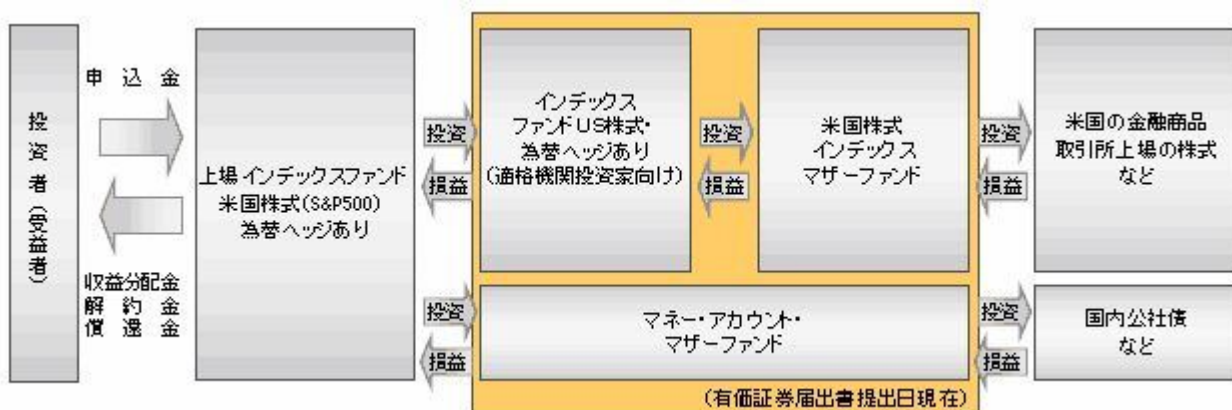 投資者(受益者)
申込金
収益分配金
解約金
償還金
上場インデックスファンド
米国株式(S&P500)
為替ヘッジあり
投資
損益
投資
損益
インデックス
ファンドUS株式・
為替ヘッジあり
(適格機関投資家向け)
投資
損益
米国株式
インデックス
マザーファンド
投資
損益
米国の金融商品
取引所上場の株式
など
マネー・アカウント・
マザーファンド
投資
損益
国内公社債
など
(有価証券届出書提出日現在)